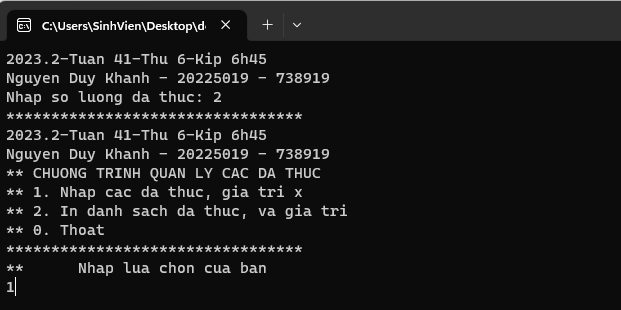 C:\Users\SinhVien\Desktop\d
2023.2-Tuan 41-Thu 6-Kip 6h45
Nguyen Duy Khanh - 20225019 - 738919
Nhap so luong da thuc: 2
*********************************
2023.2-Tuan 41-Thu 6-Kip 6h45
Nguyen Duy Khanh - 20225019 - 738919
** CHUONG TRINH QUAN LY CAC DA THUC
** 1. Nhap cac da thuc, gia tri x
** 2. In danh sach da thuc, va gia tri
** 0. Thoat
*********************************
**      Nhap lua chon cua ban
1